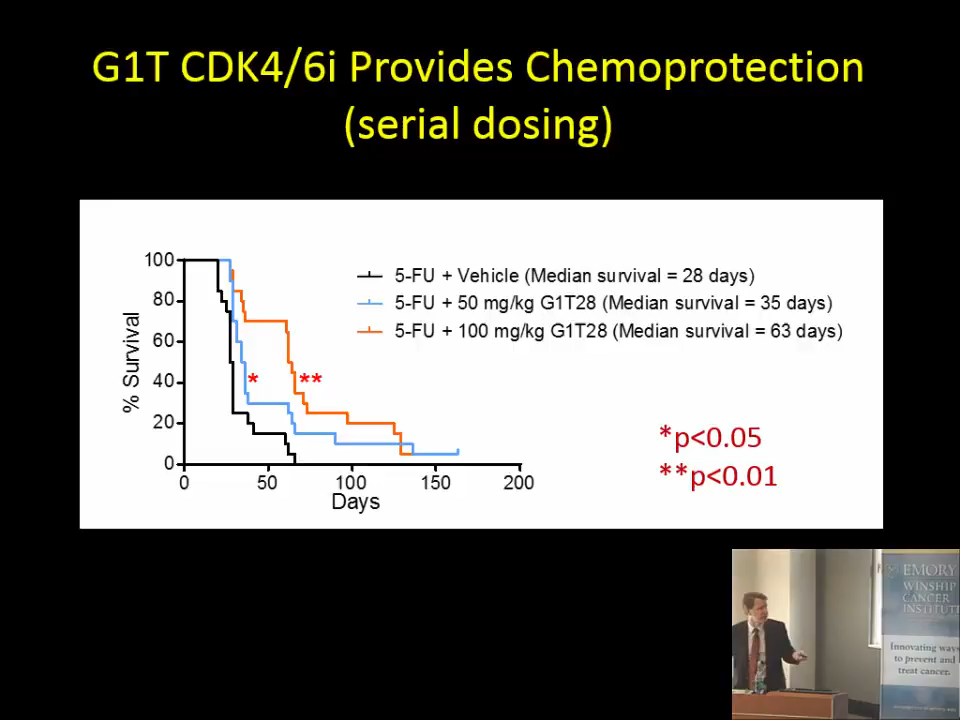 G1T CDK4/6i Provides Chemoprotection
(serial dosing)
100
80
60
40
20
0
% Survival
0 50 100 150 200
Days
5-FU + Vehicle (Median survival = 28 days)
5-FU + 50 mg/kg G1T28 (Median survival = 35 days)
5-FU + 100 mg/kg G1T28 (Median survival = 63 days)
*
**
*p<0.05
**p<0.01
EMORY
WINSHIP
CANCER
INSTITUTE
Innovating ways
to prevent and
treat cancer.